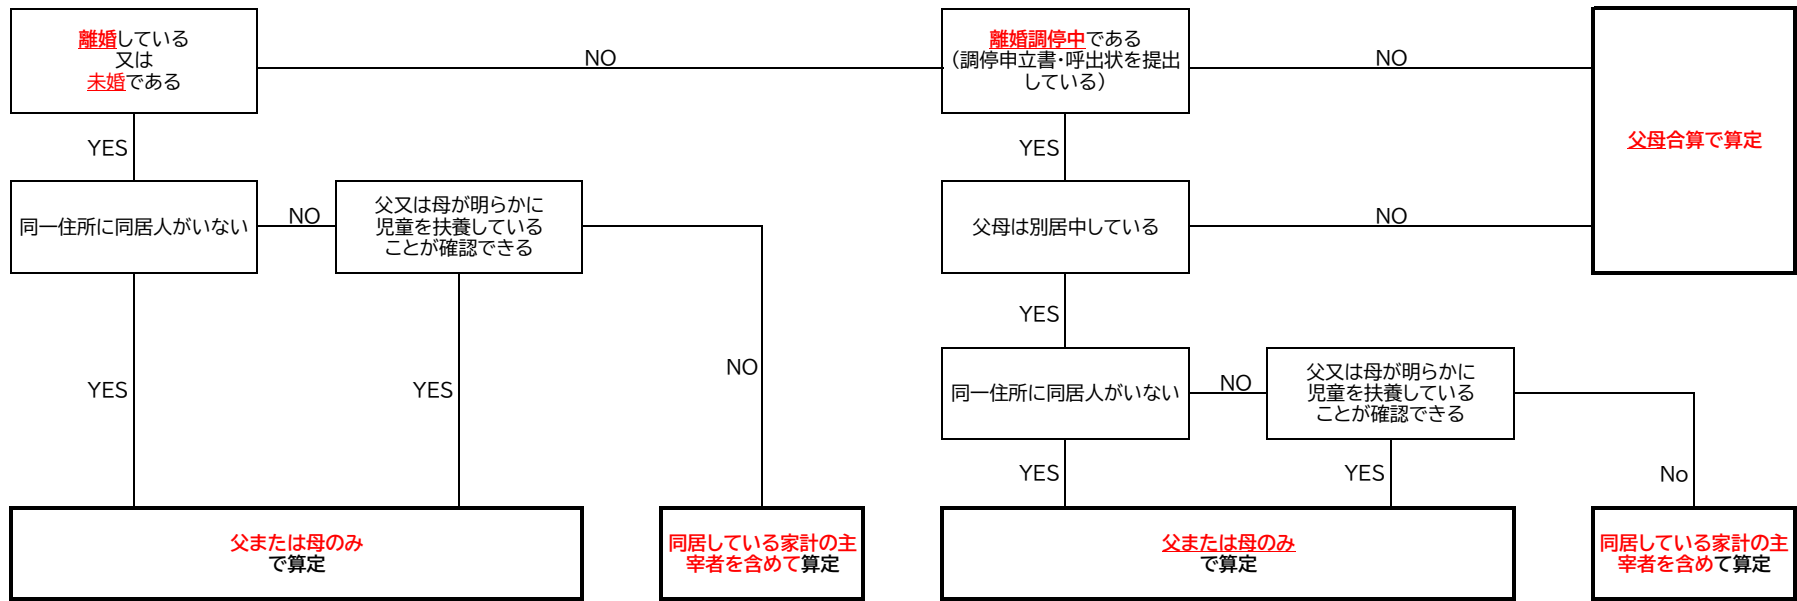 離婚している
又は
未婚である
NO
離婚調停中である
（調停申立書・呼出状を提出
している）
NO
父母合算で算定
YES
YES
同一住所に同居人がいない
NO
父又は母が明らかに
児童を扶養している
ことが確認できる
父母は別居中している
NO
YES
YES
YES
NO
同一住所に同居人がいない
NO
父又は母が明らかに
児童を扶養している
ことが確認できる
YES
YES
No
父または母のみ
で算定
同居している家計の主
宰者を含めて算定
父または母のみ
で算定
同居している家計の主
宰者を含めて算定